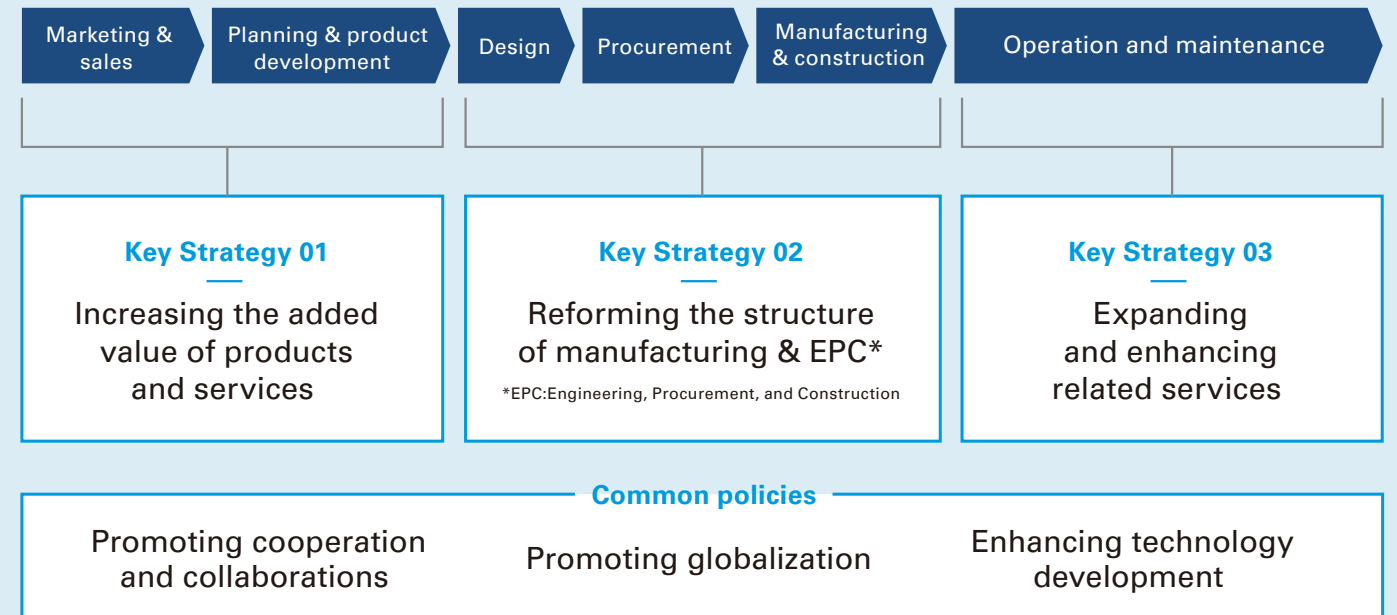 Marketing &
sales
Planning & product
development
Design
Procurement
Manufacturing
& construction
Operation and maintenance
Key Strategy 01
Increasing the added
value of products
and services
Key Strategy 02
Reforming the structure
of manufacturing & EPC*
*EPC:Engineering, Procurement, and Construction
Key Strategy 03
Expanding
and enhancing
related services
Common policies
Promoting cooperation
and collaborations
Promoting globalization
Enhancing technology
development